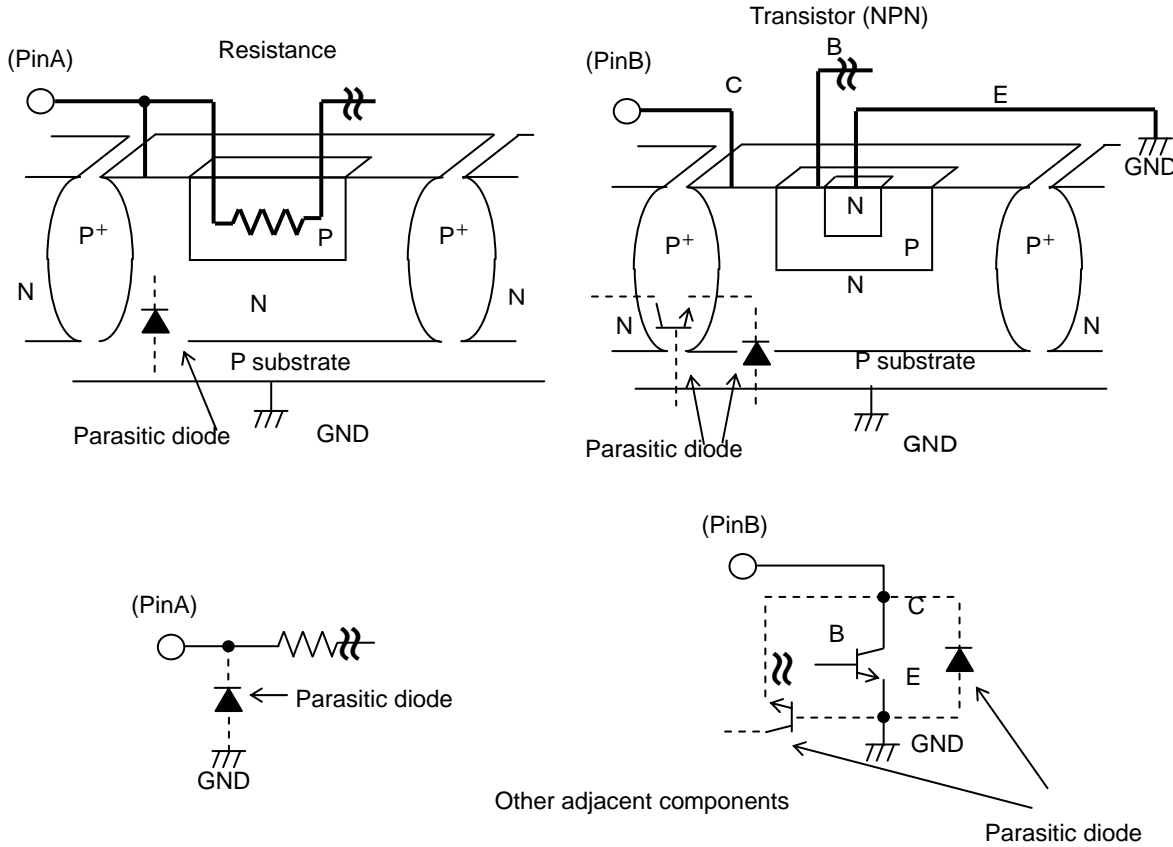 Transistor (NPN)
Resistance
(PinA)
(PinB)
B
C
E
GND
P+
P
P+
N
N
N
P substrate
Parasitic diode
GND
N
P+
P
P+
N
N
N
P substrate
Parasitic diode
GND
(PinA)
Parasitic diode
GND
(PinB)
C
B
E
GND
Other adjacent components
Parasitic diode